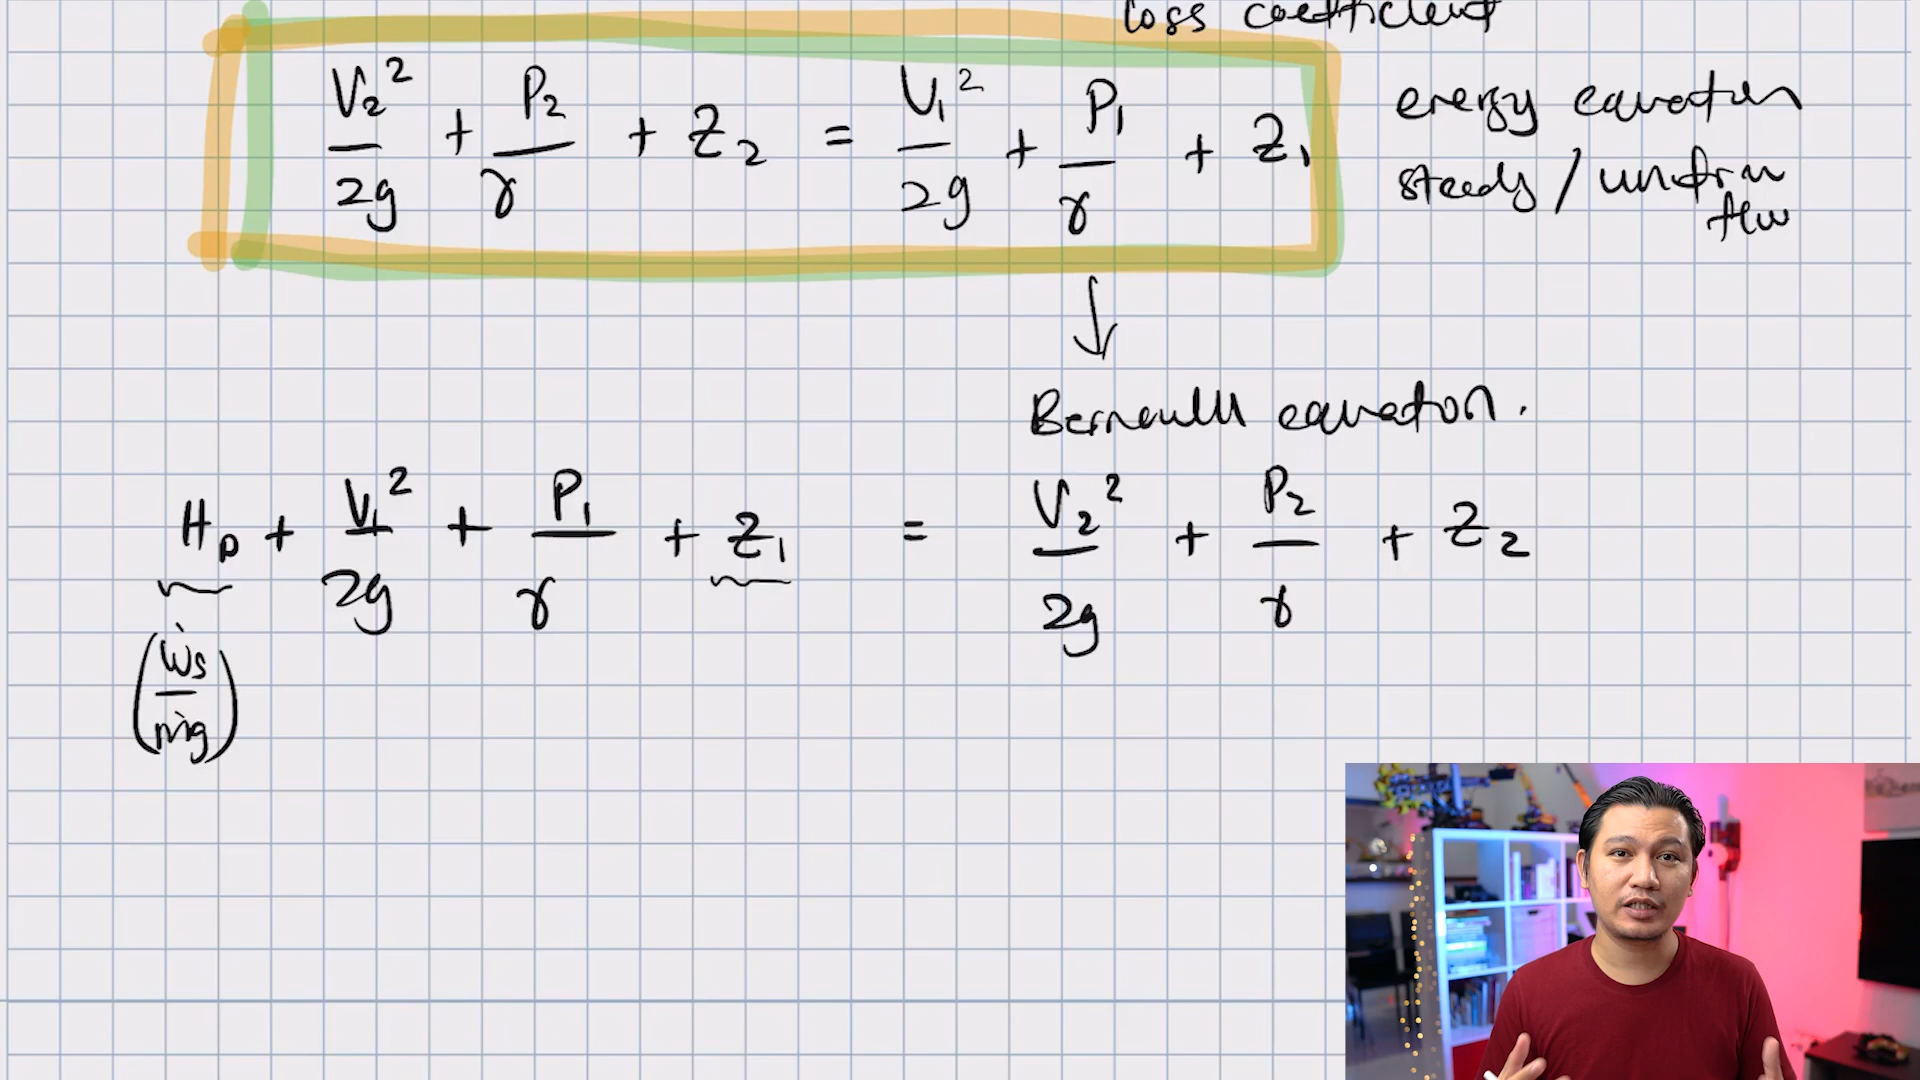 loss coefficient
V₂²/2g + P₂/γ + Z₂ = V₁²/2g + P₁/γ + Z₁
energy equation
steady / uniform
flow
Bernoulli equation.
Hₚ + V₁²/2g + P₁/γ + Z₁ = V₂²/2g + P₂/γ + Z₂
(Ẇs/ṁg)